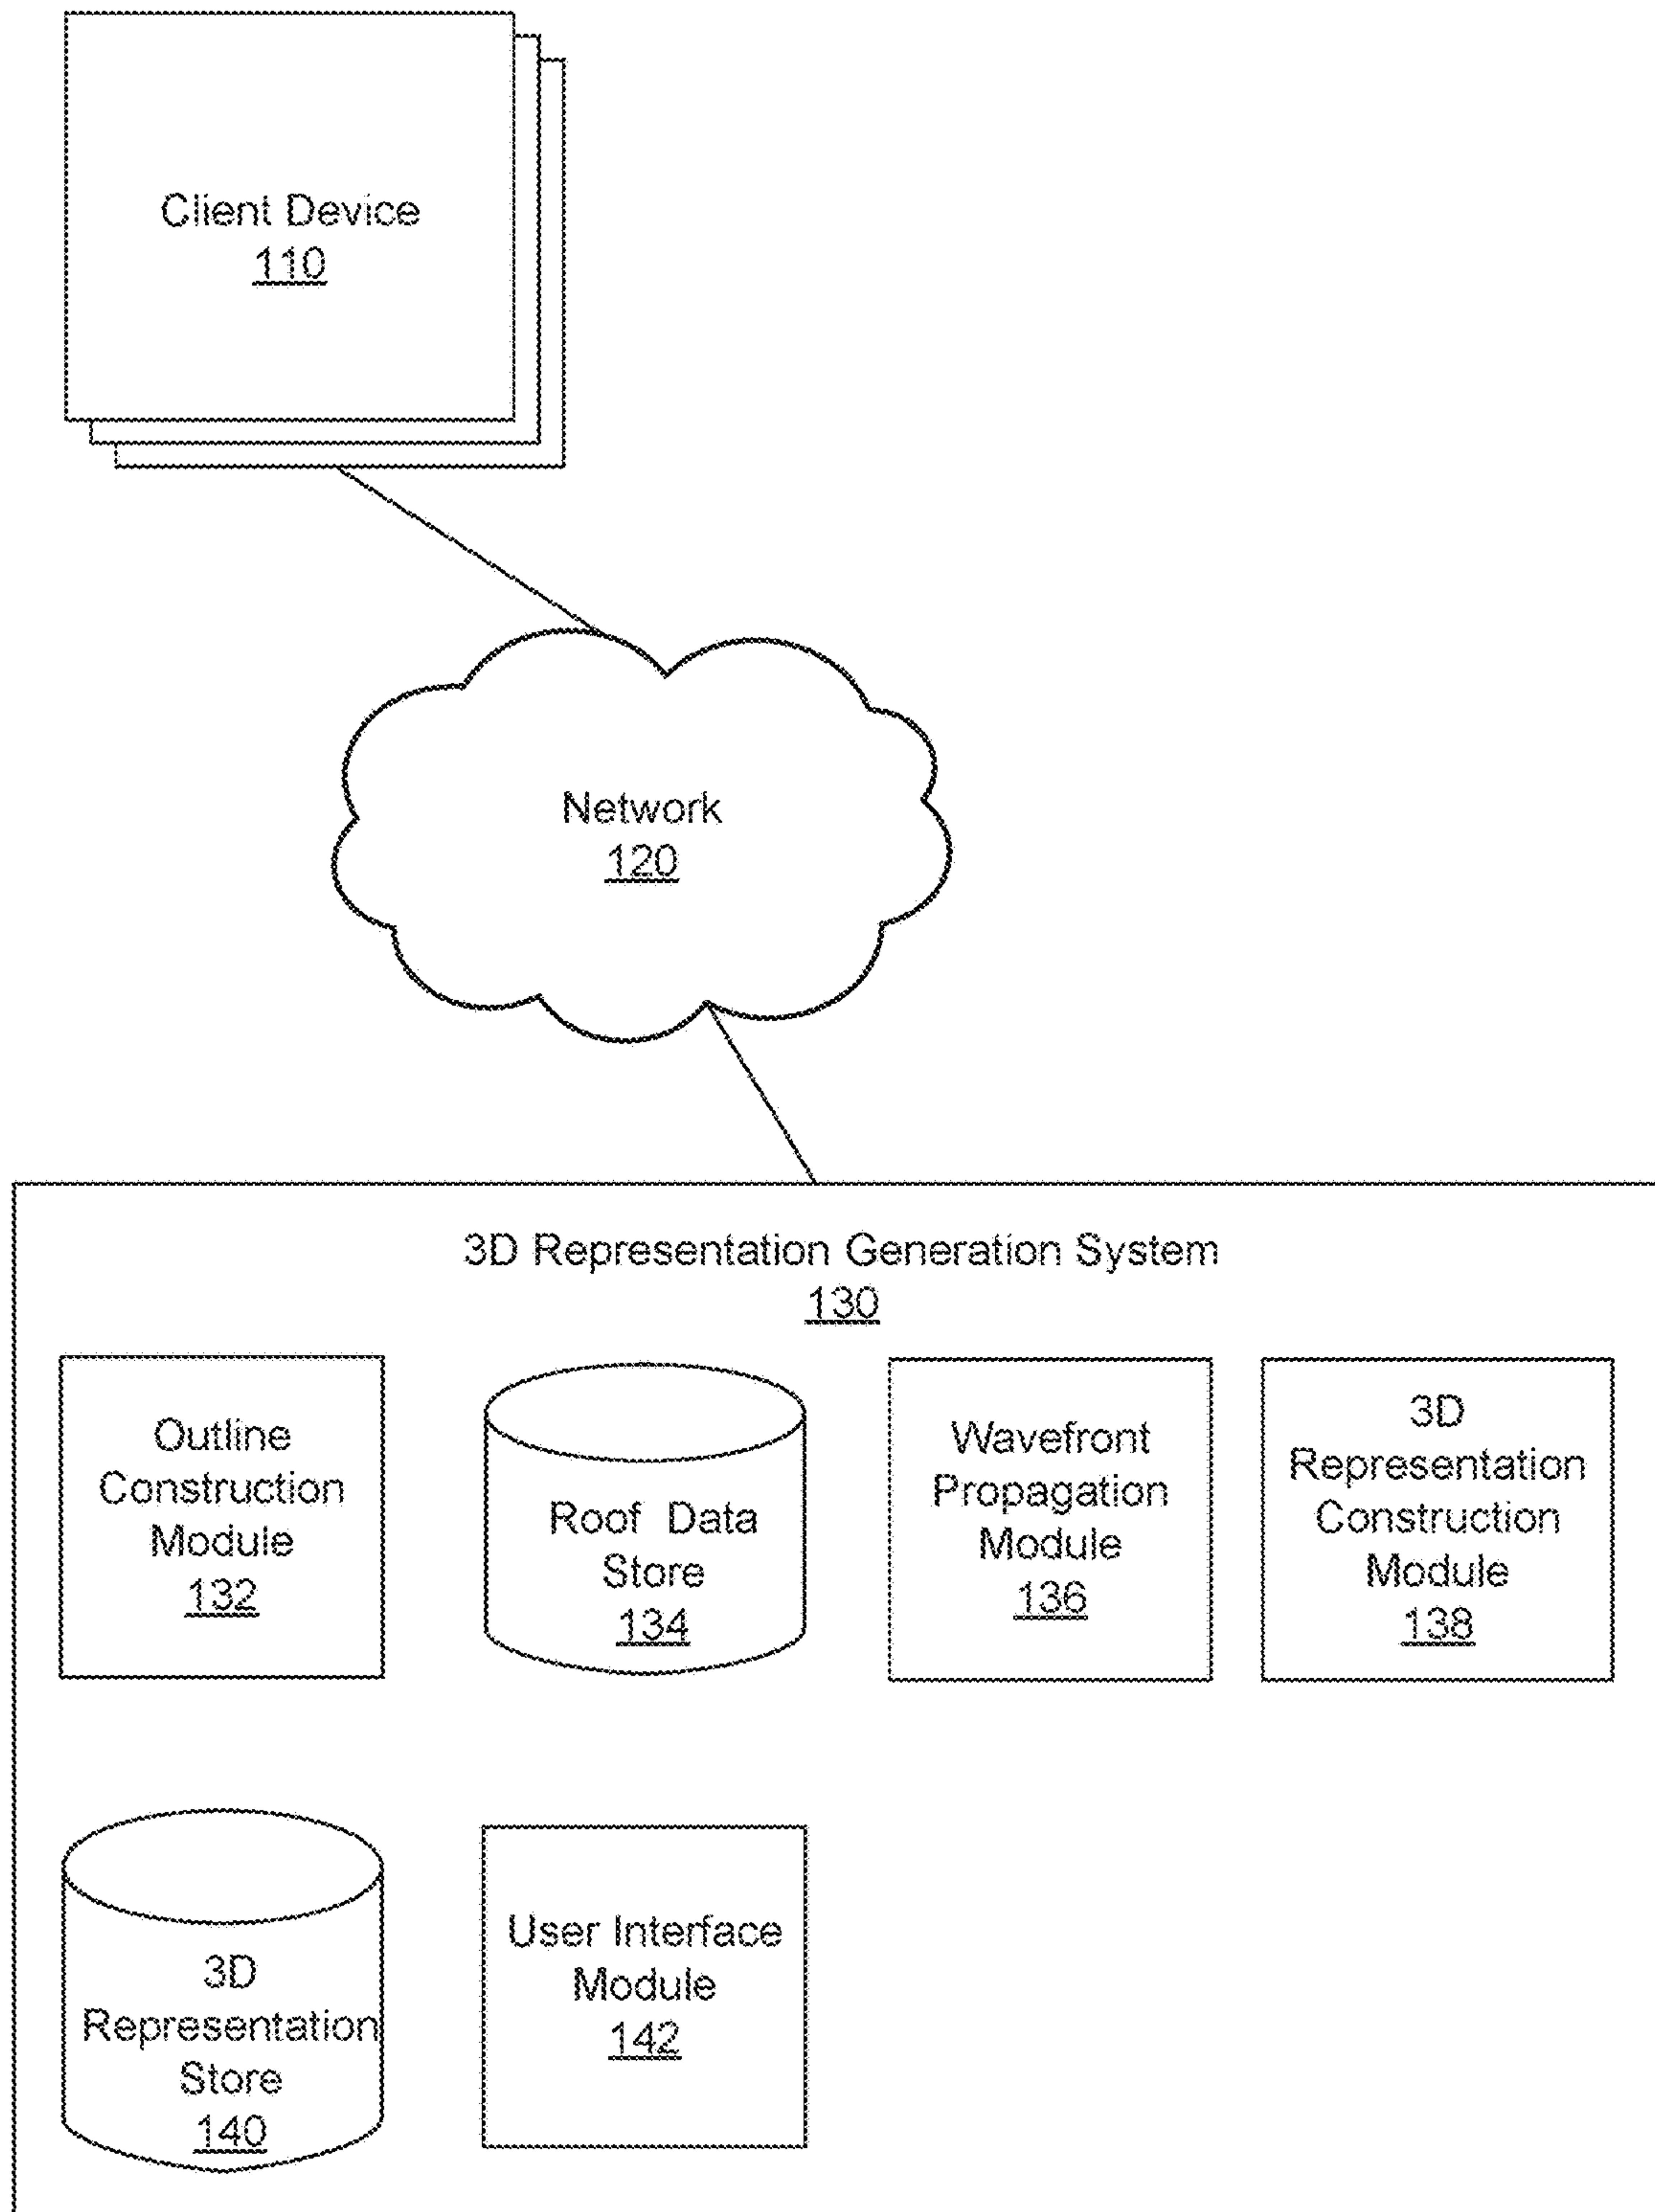 Client Device
110
Network
120
3D Representation Generation System
130
Outline
Construction
Module
132
Roof Data
Store
134
Wavefront
Propagation
Module
136
3D
Representation
Construction
Module
138
3D
Representation
Store
140
User Interface
Module
142